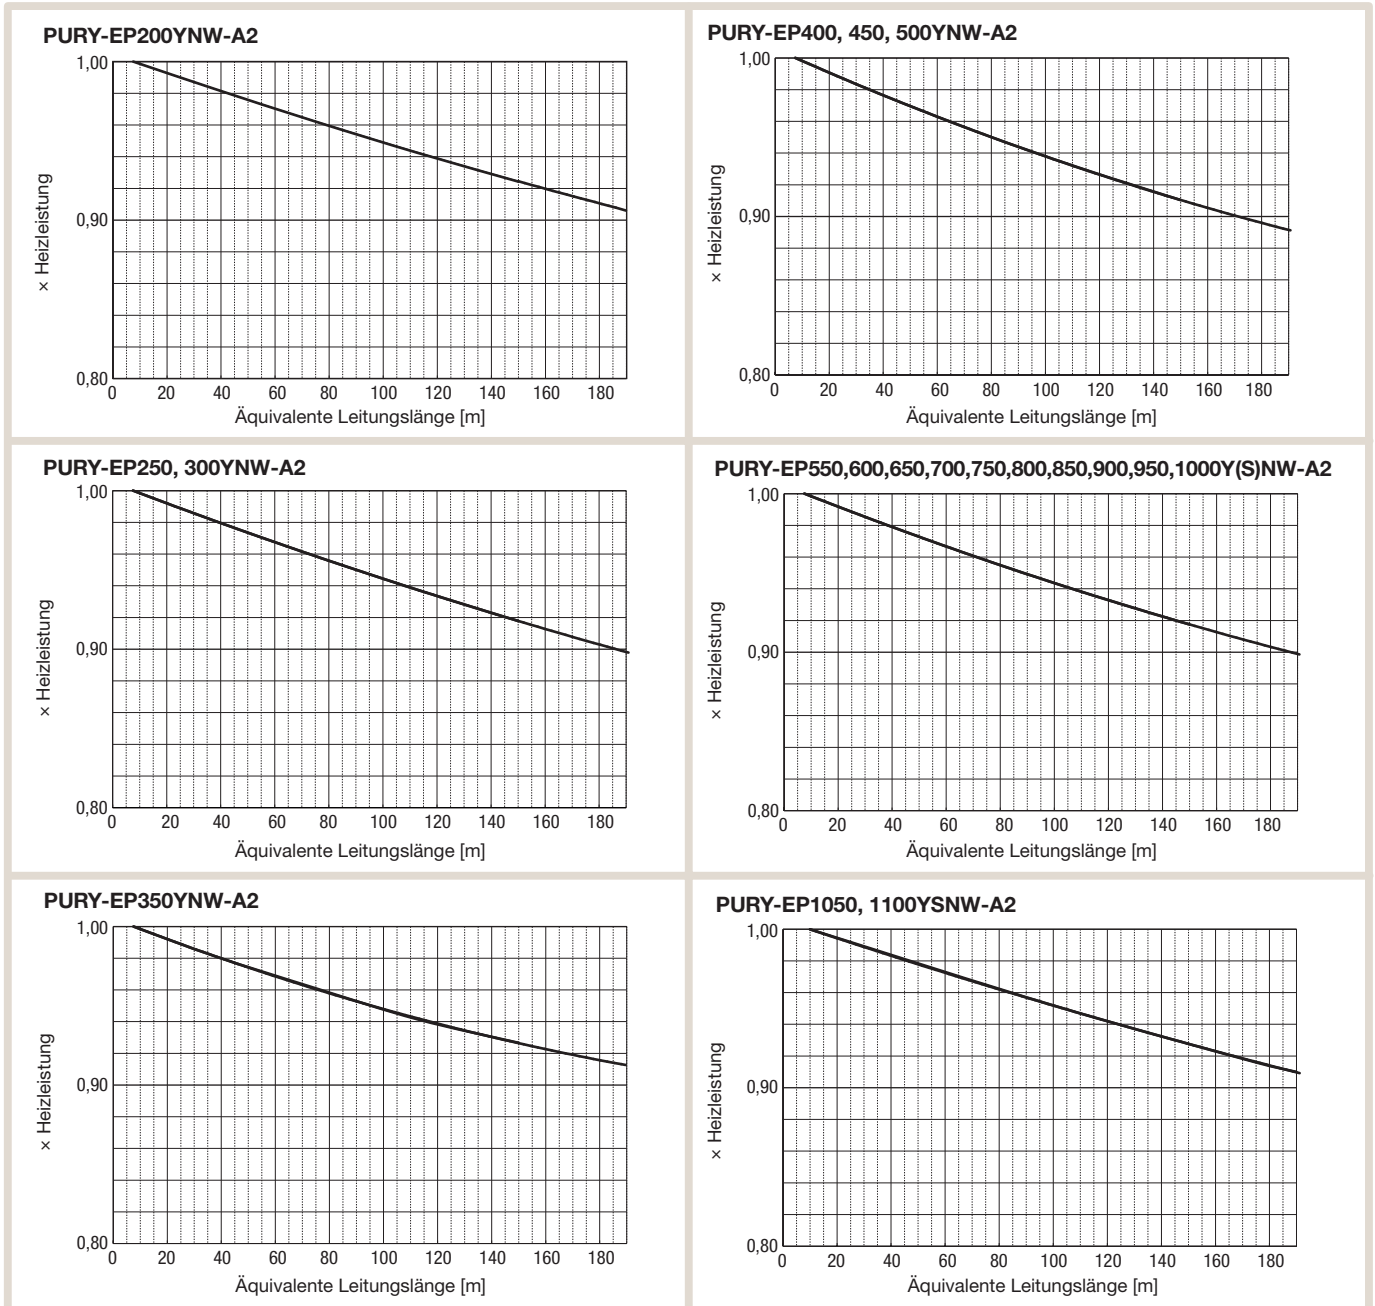 PURY-EP200YNW-A2
1,00
0,90
0,80
× Heizleistung
0 20 40 60 80 100 120 140 160 180
Äquivalente Leitungslänge [m]
PURY-EP400, 450, 500YNW-A2
1,00
0,90
0,80
× Heizleistung
0 20 40 60 80 100 120 140 160 180
Äquivalente Leitungslänge [m]
PURY-EP250, 300YNW-A2
1,00
0,90
0,80
× Heizleistung
0 20 40 60 80 100 120 140 160 180
Äquivalente Leitungslänge [m]
PURY-EP550,600,650,700,750,800,850,900,950,1000Y(S)NW-A2
1,00
0,90
0,80
× Heizleistung
0 20 40 60 80 100 120 140 160 180
Äquivalente Leitungslänge [m]
PURY-EP350YNW-A2
1,00
0,90
0,80
× Heizleistung
0 20 40 60 80 100 120 140 160 180
Äquivalente Leitungslänge [m]
PURY-EP1050, 1100YSNW-A2
1,00
0,90
0,80
× Heizleistung
0 20 40 60 80 100 120 140 160 180
Äquivalente Leitungslänge [m]